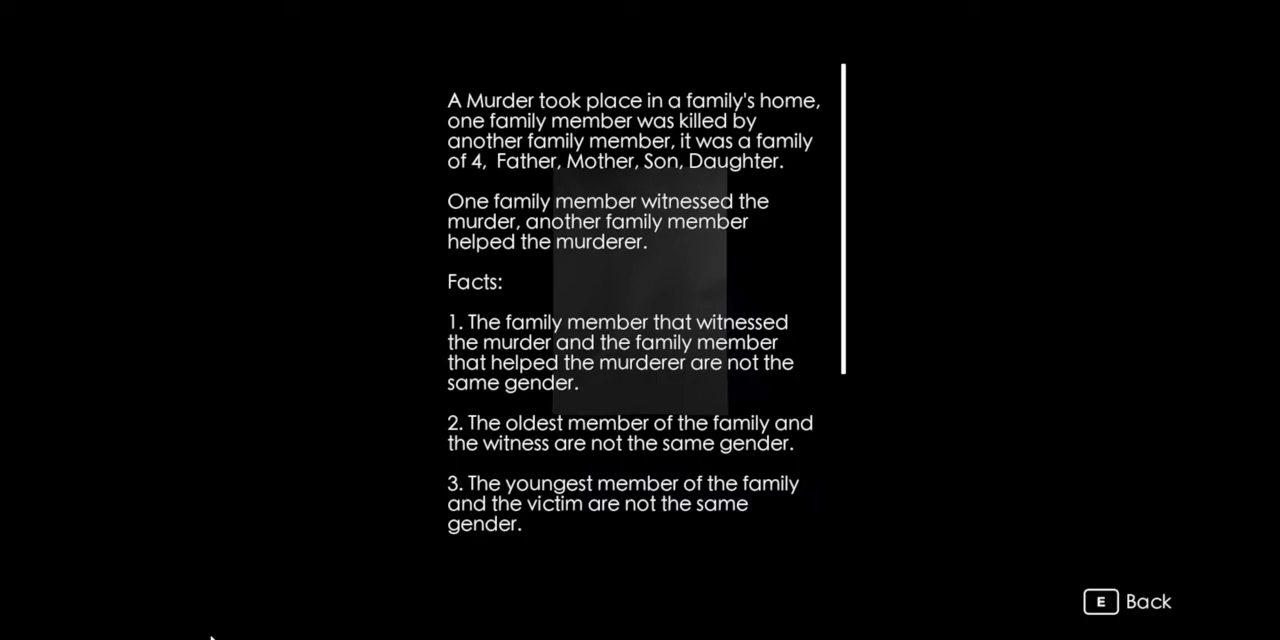 A Murder took place in a family's home,
one family member was killed by
another family member, it was a family
of 4,  Father, Mother, Son, Daughter.
One family member witnessed the
murder, another family member
helped the murderer.
Facts:
1. The family member that witnessed
the murder and the family member
that helped the murderer are not the
same gender.
2. The oldest member of the family and
the witness are not the same gender.
3. The youngest member of the family
and the victim are not the same
gender.
E Back